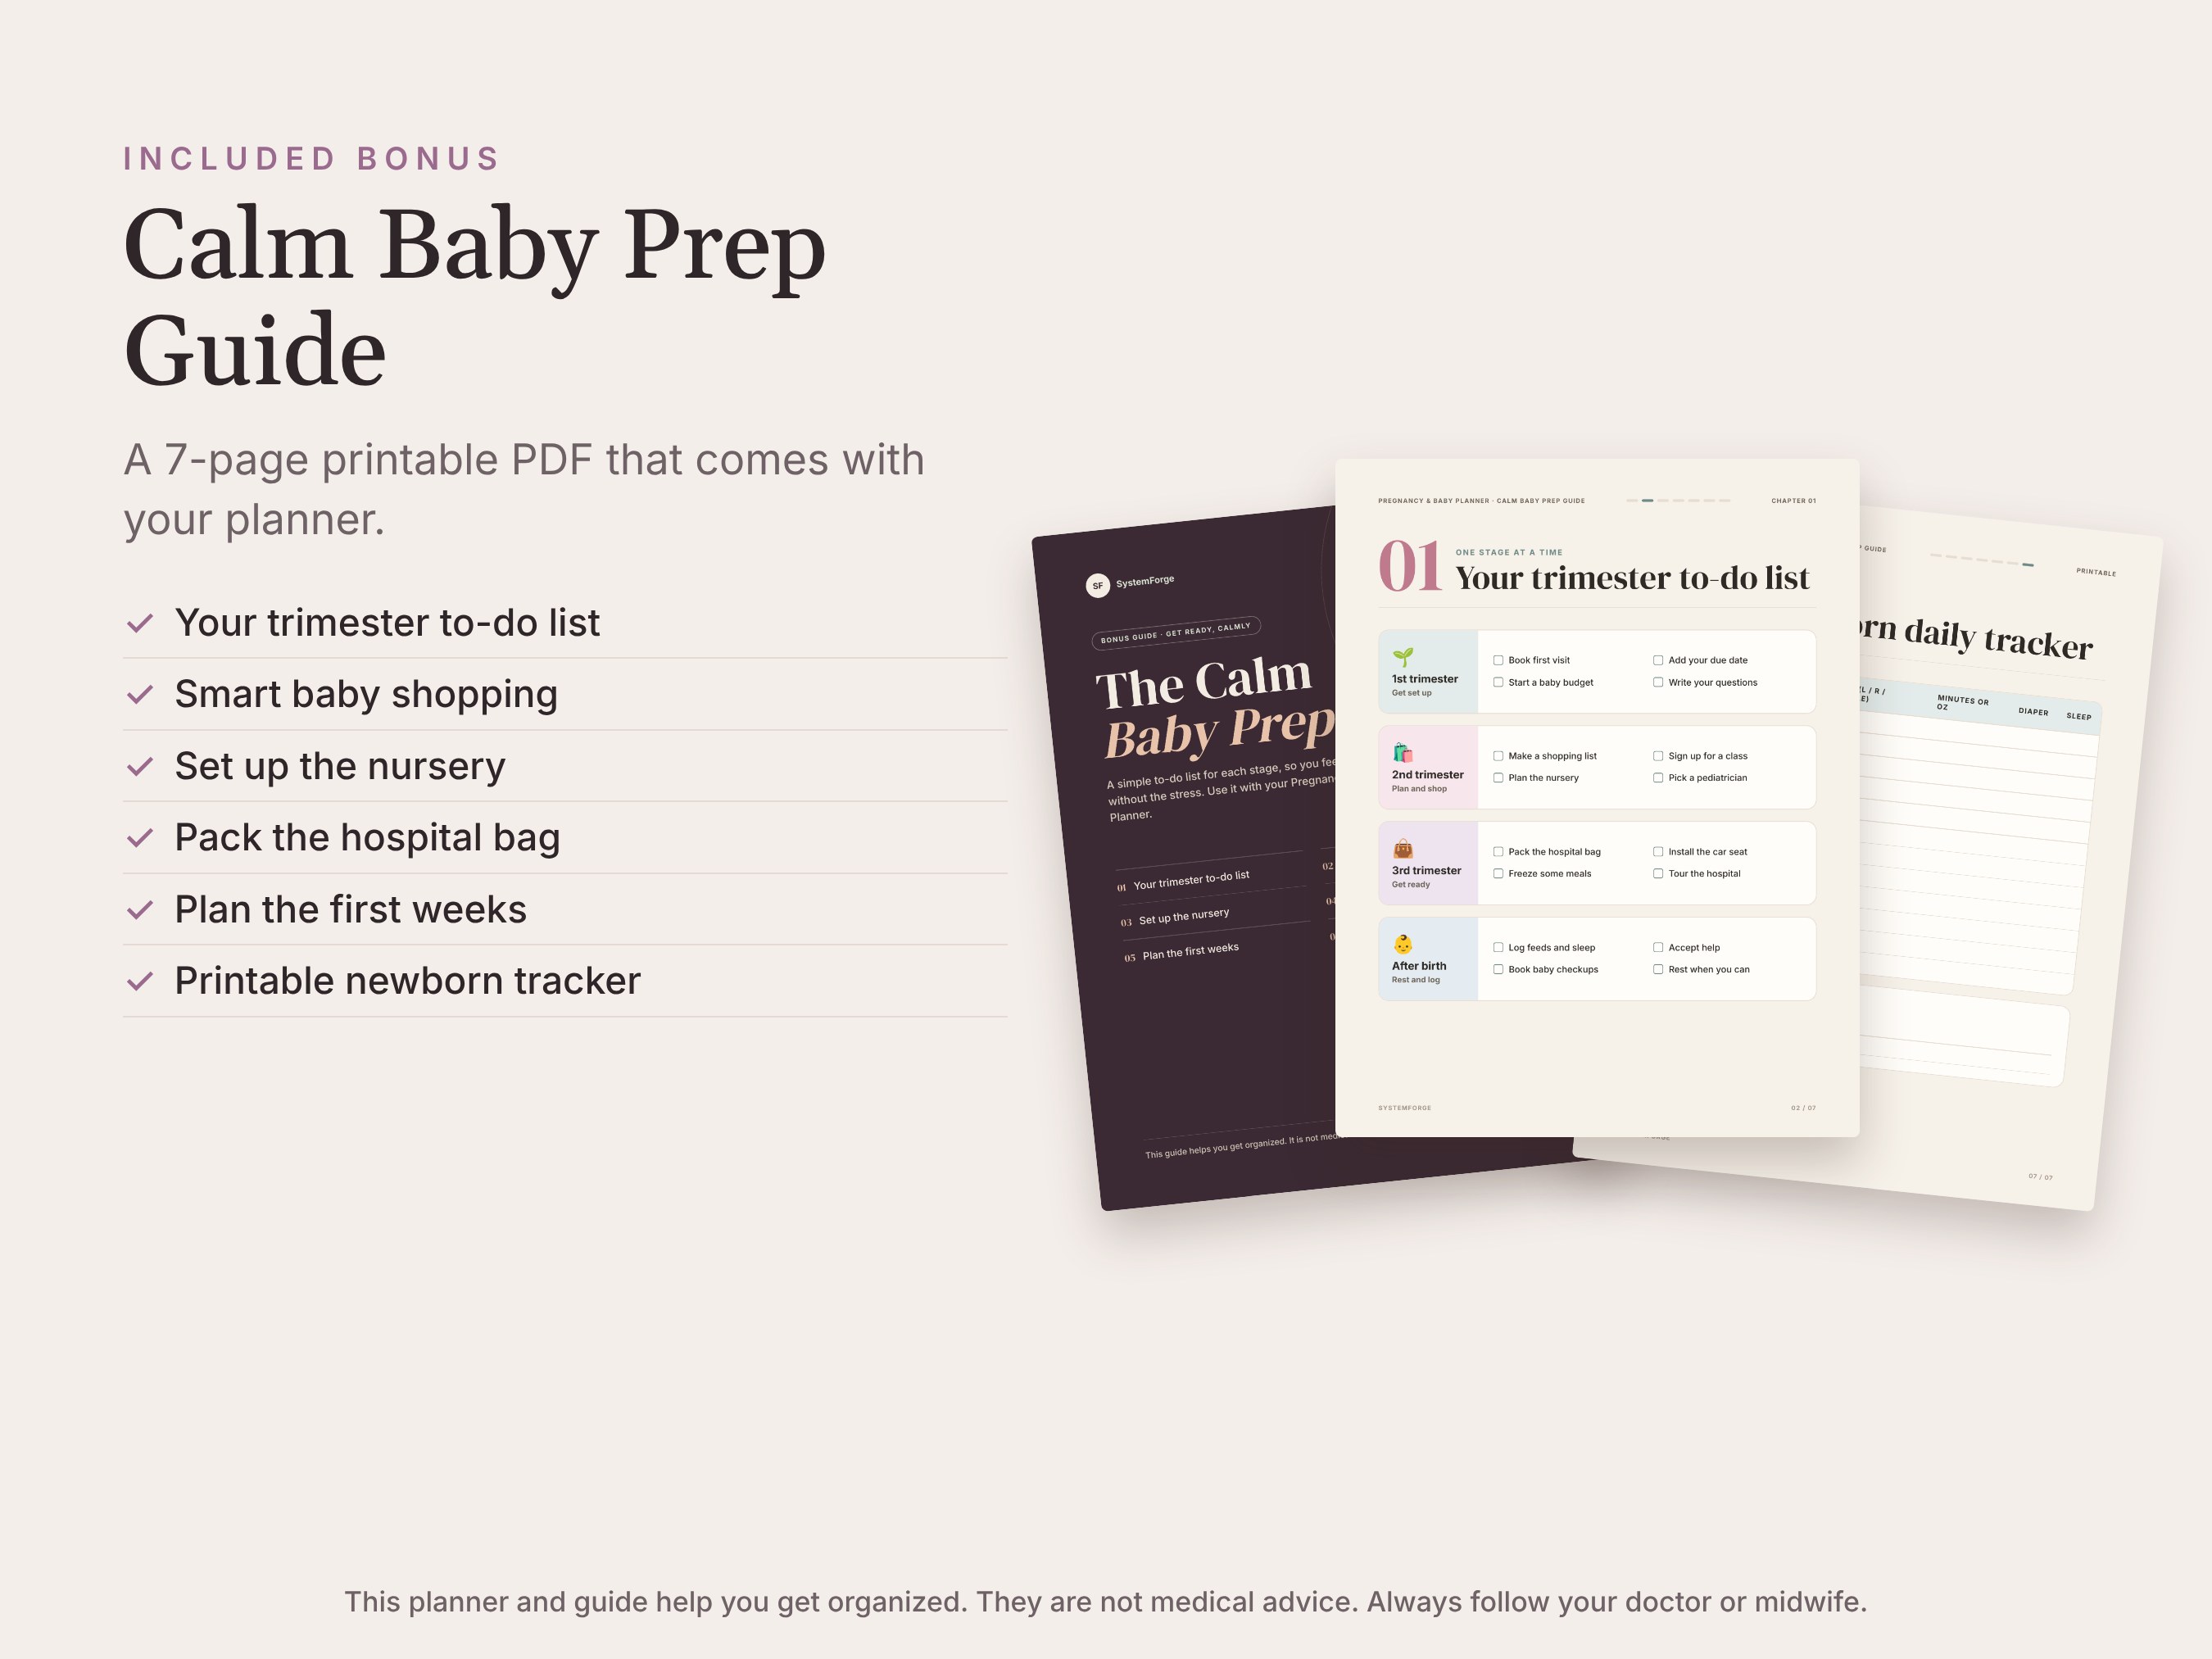 INCLUDED BONUS
Calm Baby Prep
Guide
A 7-page printable PDF that comes with
your planner.
Your trimester to-do list
Smart baby shopping
Set up the nursery
Pack the hospital bag
Plan the first weeks
Printable newborn tracker
SF SystemForge
BONUS GUIDE · GET READY, CALMLY
The Calm
Baby Prep
A simple to-do list for each stage, so you
without the stress. Use it with your
Planner.
01 Your trimester to-do list
02
03 Set up the nursery
05 Plan the first weeks
This guide helps you get organized. It is not
PREGNANCY & BABY PLANNER · CALM BABY PREP GUIDE
CHAPTER 01
01
ONE STAGE AT A TIME
Your trimester to-do list
1st trimester
Get set up
Book first visit
Add your due date
Start a baby budget
Write your questions
2nd trimester
Plan and shop
Make a shopping list
Sign up for a class
Plan the nursery
Pick a pediatrician
3rd trimester
Get ready
Pack the hospital bag
Install the car seat
Freeze some meals
Tour the hospital
After birth
Rest and log
Log feeds and sleep
Accept help
Book baby checkups
Rest when you can
SYSTEMFORGE
02 / 07
GUIDE
PRINTABLE
daily tracker
L / R /
MINUTES OR
OZ
DIAPER
SLEEP
07 / 07
This planner and guide help you get organized. They are not medical advice. Always follow your doctor or midwife.